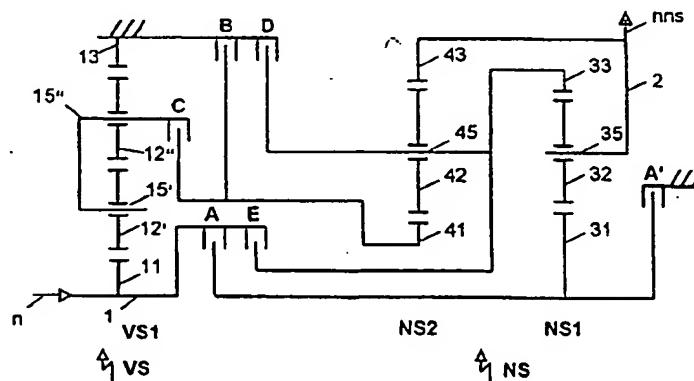 B D nns
13 43 33 2
15" C
12" 45 35
15' 42 32 A'
12' A E 41 31
11
n 1 VS1 NS2 NS1
VS NS